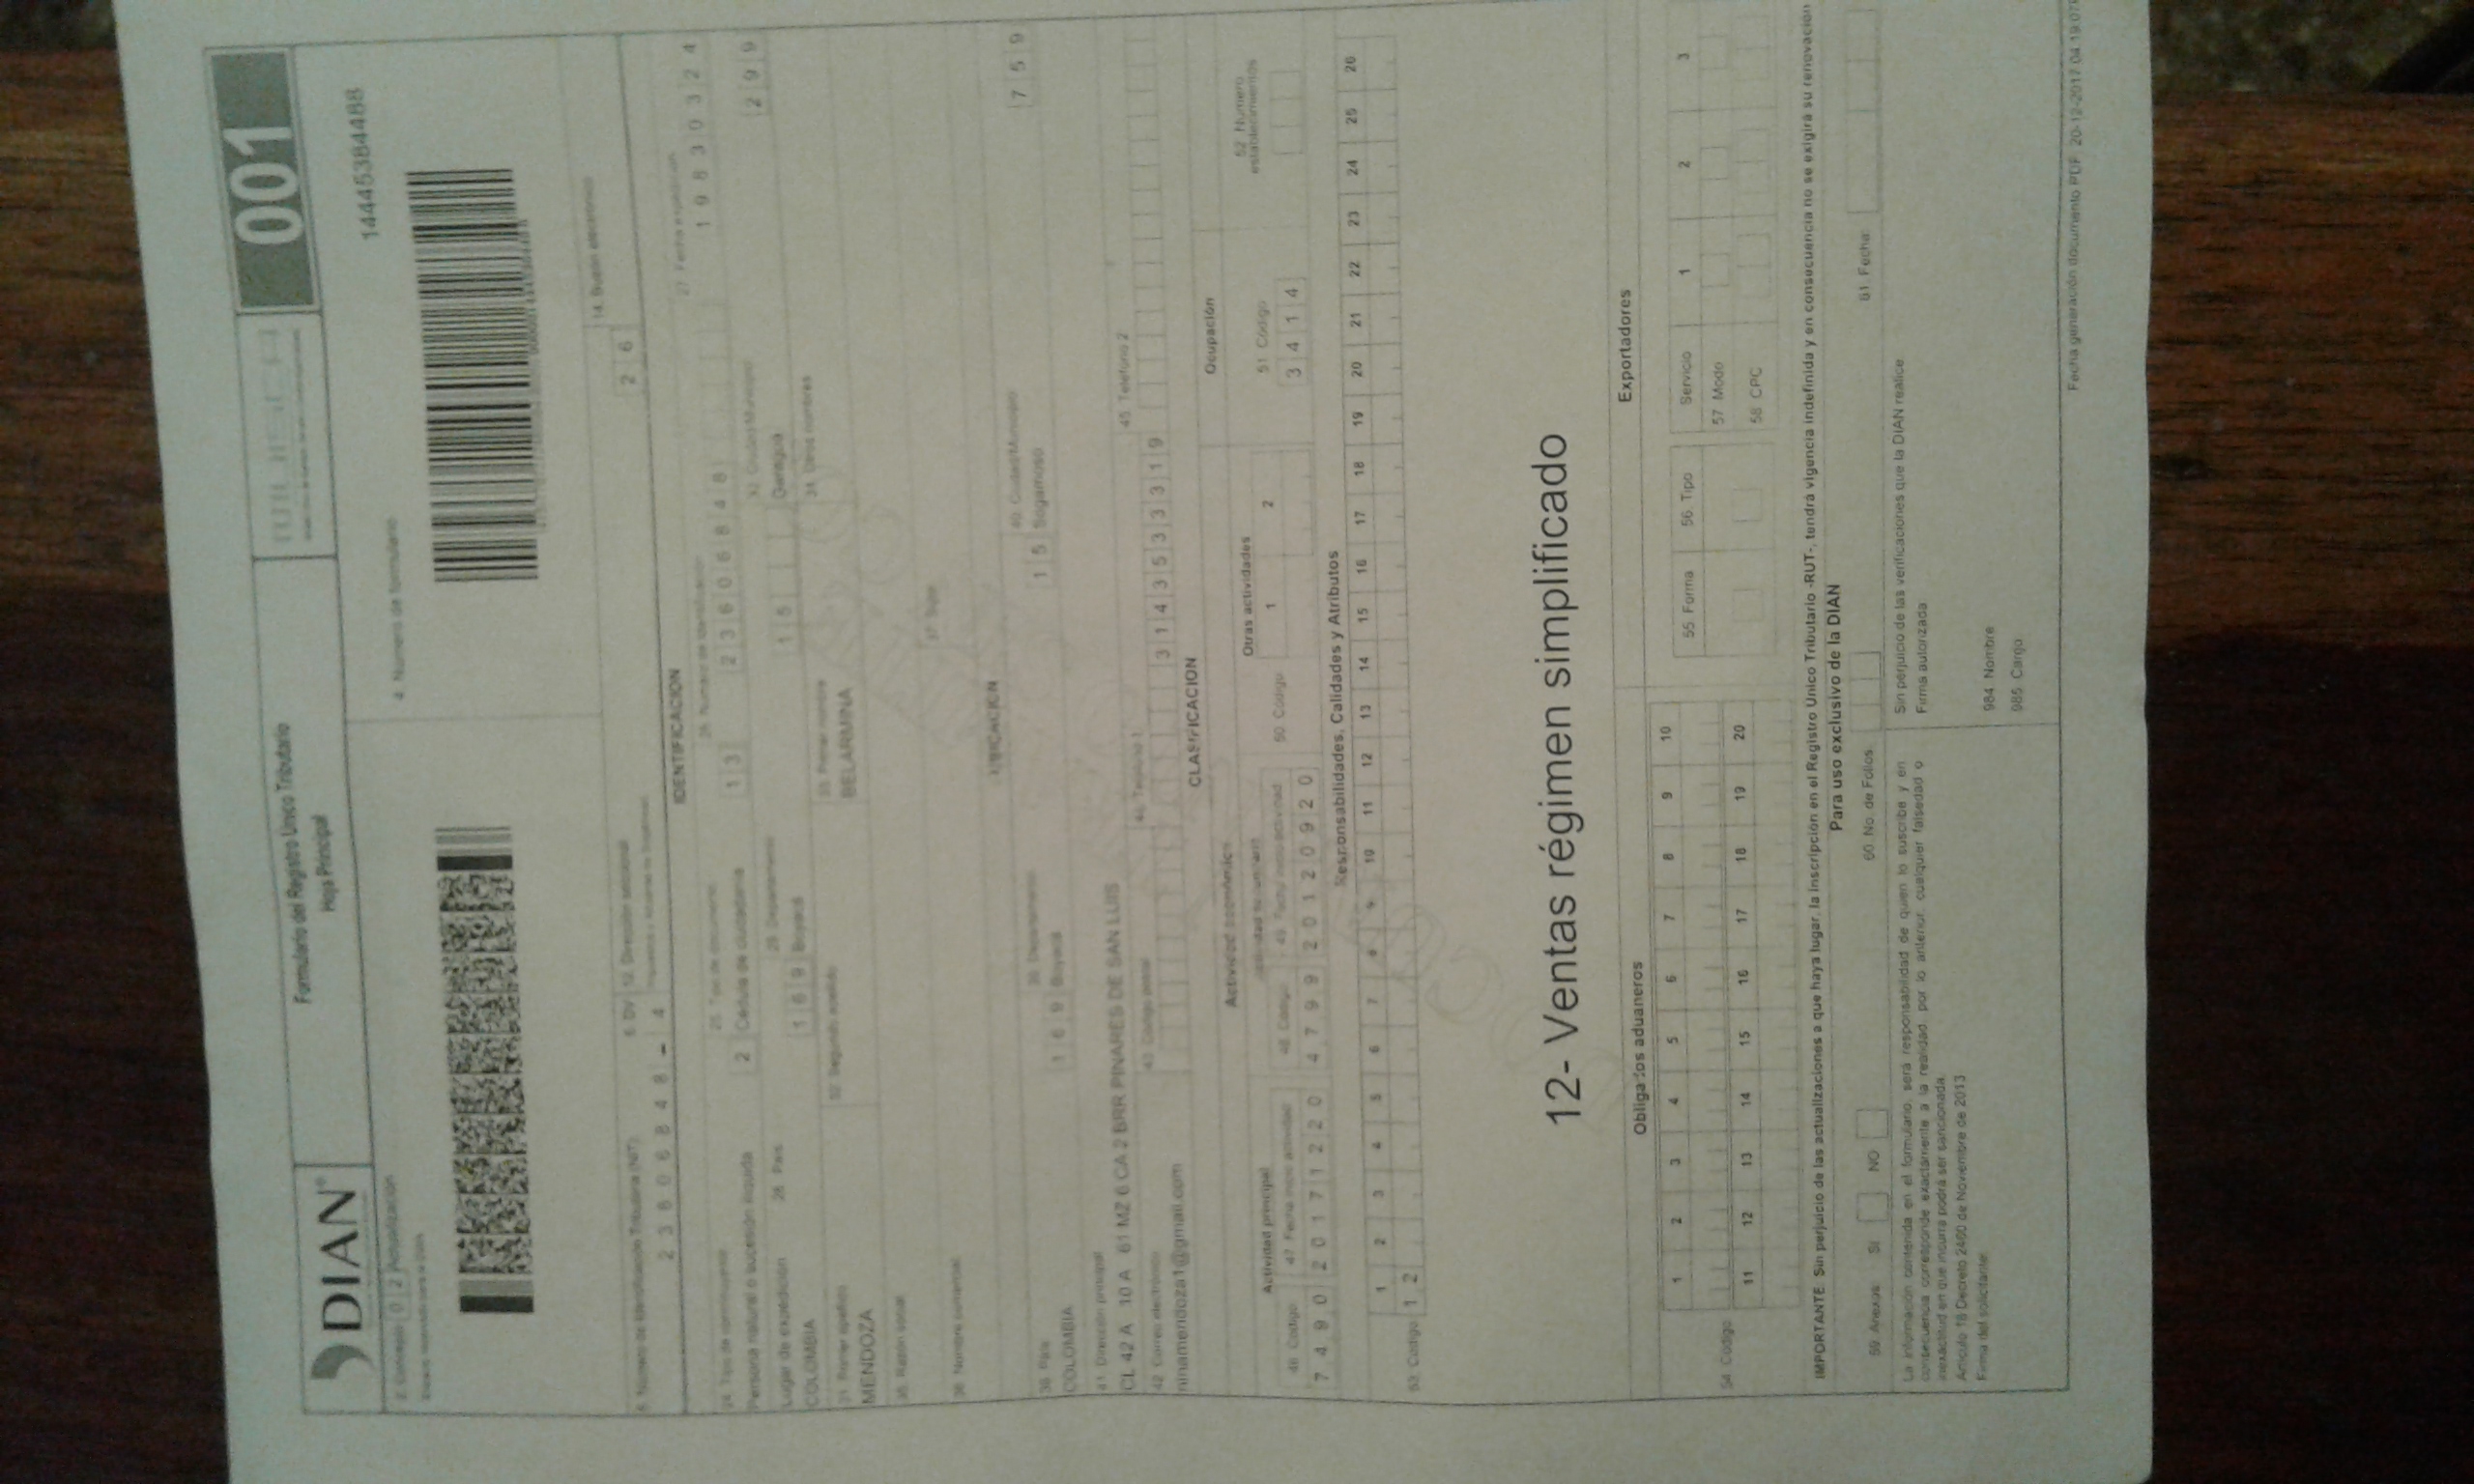 DIAN®
Formulario del Registro Único Tributario
Hoja Principal
001
2. Concepto 0 2 Actualización
4. Número de formulario
14445384488
5. Número de Identificación Tributaria (NIT)
6. DV
12. Dirección seccional
14. Buzón electrónico
2 3 6 0 6 8 4 8 - 4
2 6
IDENTIFICACION
24. Tipo de contribuyente
25. Tipo de documento
26. Número de Identificación
27. Fecha expedición
Persona natural o sucesión ilíquida
2 Cédula de ciudadanía
1 3
2 3 6 0 6 8 4 8
1 9 8 3 0 3 2 4
Lugar de expedición
28. País
29. Departamento
30. Ciudad/Municipio
COLOMBIA
1 6 9 Boyacá
1 5
Garagoa
2 9 9
31. Primer apellido
32. Segundo apellido
33. Primer nombre
34. Otros nombres
MENDOZA
BELARMINA
35. Razón social
36. Nombre comercial
37. Sigla
UBICACION
38. País
39. Departamento
40. Ciudad/Municipio
COLOMBIA
1 6 9 Boyacá
1 5 Sogamoso
7 5 9
41. Dirección principal
CL 42 A 10 A 61 MZ 6 CA 2 BRR PINARES DE SAN LUIS
42. Correo electrónico
43. Código postal
44. Teléfono 1
45. Teléfono 2
ninamendoza1@gmail.com
3 1 4 3 5 3 3 3 1 9
CLASIFICACION
Actividad económica
Ocupación
Actividad principal
Actividad secundaria
Otras actividades
52. Número establecimientos
46. Código
47. Fecha inicio actividad
48. Código
49. Fecha inicio actividad
50. Código
1
2
51. Código
7 4 9 0
2 0 1 7 1 2 2 0
4 7 9 9
2 0 1 2 0 9 2 0
3 4 1 4
Responsabilidades, Calidades y Atributos
1 2 3 4 5 6 7 8 9 10 11 12 13 14 15 16 17 18 19 20 21 22 23 24 25 26
53. Código 1 2
12- Ventas régimen simplificado
Obligados aduaneros
Exportadores
1 2 3 4 5 6 7 8 9 10
55. Forma
56. Tipo
Servicio
1 2 3
54. Código
57. Modo
11 12 13 14 15 16 17 18 19 20
58. CPC
IMPORTANTE: Sin perjuicio de las actualizaciones a que haya lugar, la inscripción en el Registro Único Tributario -RUT-, tendrá vigencia indefinida y en consecuencia no se exigirá su renovación
Para uso exclusivo de la DIAN
59. Anexos SI NO
60. No. de Folios
61. Fecha:
La información contenida en el formulario, será responsabilidad de quien lo suscribe y en
consecuencia corresponde exactamente a la realidad; por lo anterior, cualquier falsedad o
inexactitud en que incurra podrá ser sancionada.
Artículo 18 Decreto 2460 de Noviembre de 2013
Firma del solicitante:
Sin perjuicio de las verificaciones que la DIAN realice
Firma autorizada
984. Nombre
985. Cargo
Fecha generación documento PDF: 20-12-2017 04:19:07